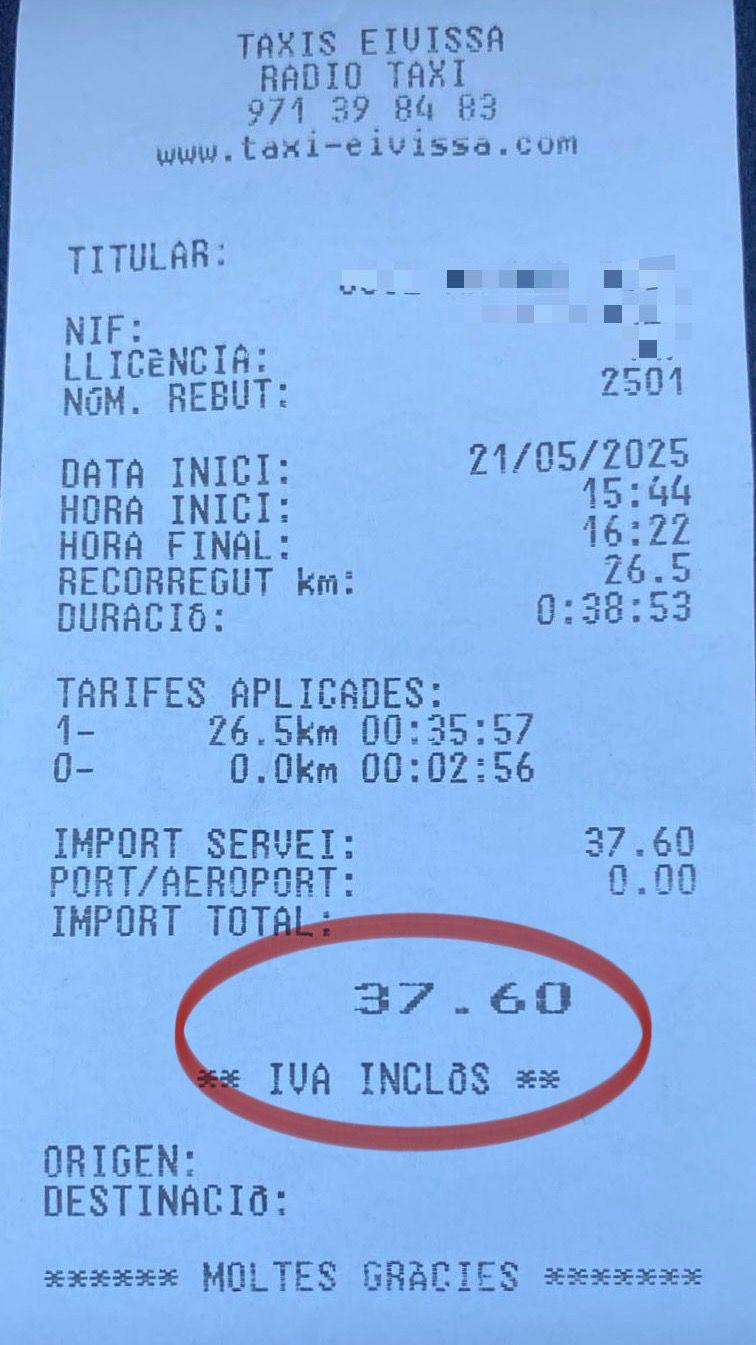 TAXIS EIVISSA
RADIO TAXI
971 39 84 83
www.taxi-eivissa.com
TITULAR:
NIF:
LLICÈNCIA:
NÚM. REBUT: 2501
DATA INICI: 21/05/2025
HORA INICI: 15:44
HORA FINAL: 16:22
RECORREGUT km: 26.5
DURACIÓ: 0:38:53
TARIFES APLICADES:
1- 26.5km 00:35:57
0- 0.0km 00:02:56
IMPORT SERVEI: 37.60
PORT/AEROPORT: 0.00
IMPORT TOTAL:
37.60
** IVA INCLÒS **
ORIGEN:
DESTINACIÓ:
****** MOLTES GRÀCIES *******